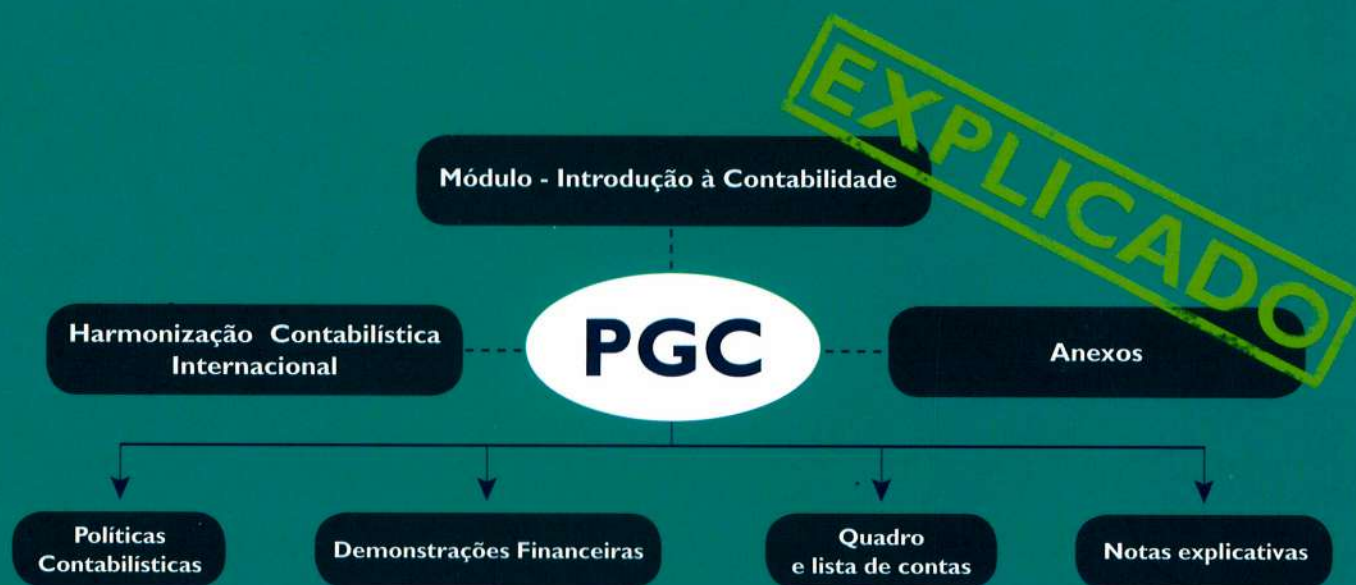 EXPLICADO
Módulo - Introdução à Contabilidade
Harmonização Contabilística
Internacional
PGC
Anexos
Políticas
Contabilísticas
Demonstrações Financeiras
Quadro
e lista de contas
Notas explicativas